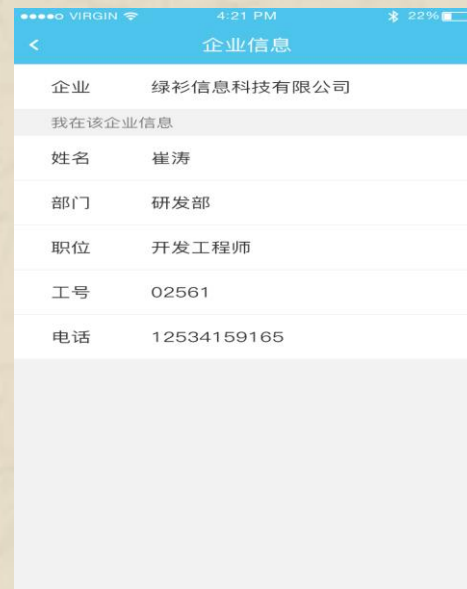 VIRGIN 4:21 PM 22%
< 企业信息
企业 绿衫信息科技有限公司
我在该企业信息
姓名 崔涛
部门 研发部
职位 开发工程师
工号 02561
电话 12534159165